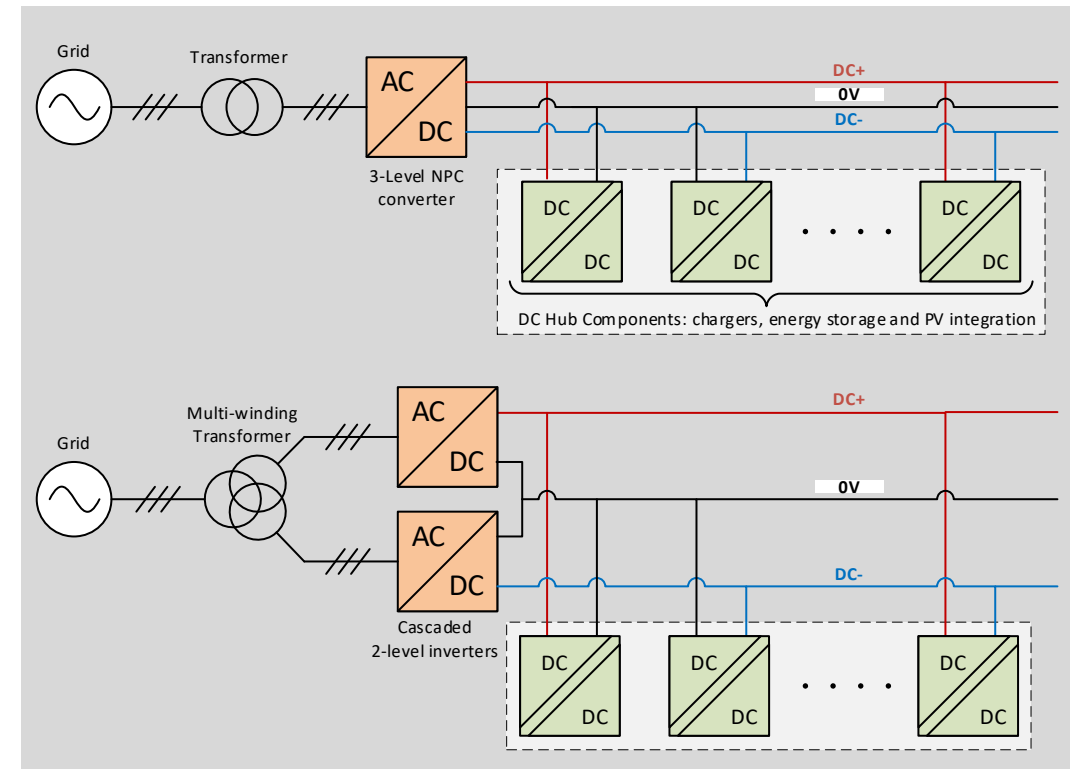 Grid
Transformer
AC
DC
3-Level NPC
converter
DC+
0V
DC-
DC
DC
DC
DC
DC
DC
DC Hub Components: chargers, energy storage and PV integration
Grid
Multi-winding
Transformer
AC
DC
AC
DC
Cascaded
2-level inverters
DC+
0V
DC-
DC
DC
DC
DC
DC
DC